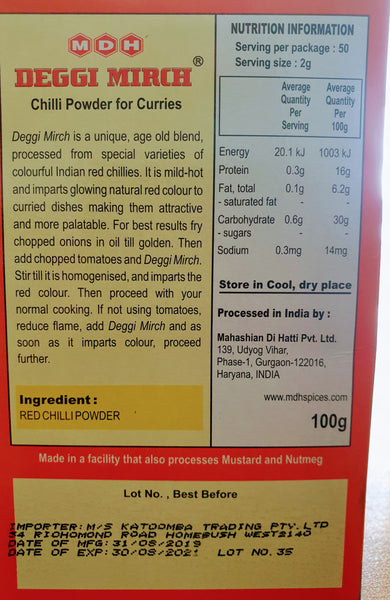 MDH
DEGGI MIRCH®
Chilli Powder for Curries
Deggi Mirch is a unique, age old blend,
processed from special varieties of
colourful Indian red chillies. It is mild-hot
and imparts glowing natural red colour to
curried dishes making them attractive
and more palatable. For best results fry
chopped onions in oil till golden. Then
add chopped tomatoes and Deggi Mirch.
Stir till it is homogenised, and imparts the
red colour. Then proceed with your
normal cooking. If not using tomatoes,
reduce flame, add Deggi Mirch and as
soon as it imparts colour, proceed
further.
Ingredient :
RED CHILLI POWDER
NUTRITION INFORMATION
Serving per package : 50
Serving size : 2g
Average Quantity Per Serving
Average Quantity Per 100g
Energy 20.1 kJ 1003 kJ
Protein 0.3g 16g
Fat, total 0.1g 6.2g
- saturated fat - -
Carbohydrate 0.6g 30g
- sugars - -
Sodium 0.3mg 14mg
Store in Cool, dry place
Processed in India by :
Mahashian Di Hatti Pvt. Ltd.
139, Udyog Vihar,
Phase-1, Gurgaon-122016,
Haryana, INDIA
www.mdhspices.com
100g
Made in a facility that also processes Mustard and Nutmeg
Lot No. , Best Before
IMPORTER: M/S KATOOMBA TRADING PTY. LTD
34 RICHOMOND ROAD HOMEBUSH WEST2140
DATE OF MFG: 31/08/2019
DATE OF EXP: 30/08/2021 LOT NO. 35